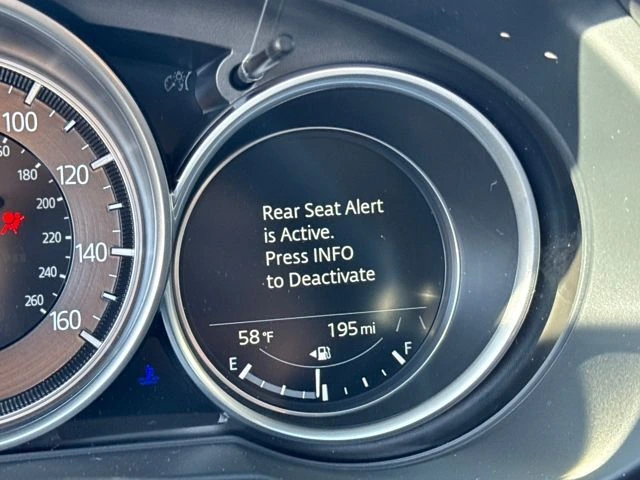 100
120
140
160
160
180
200
220
240
260
Rear Seat Alert
is Active.
Press INFO
to Deactivate
58°F 195 mi
E F